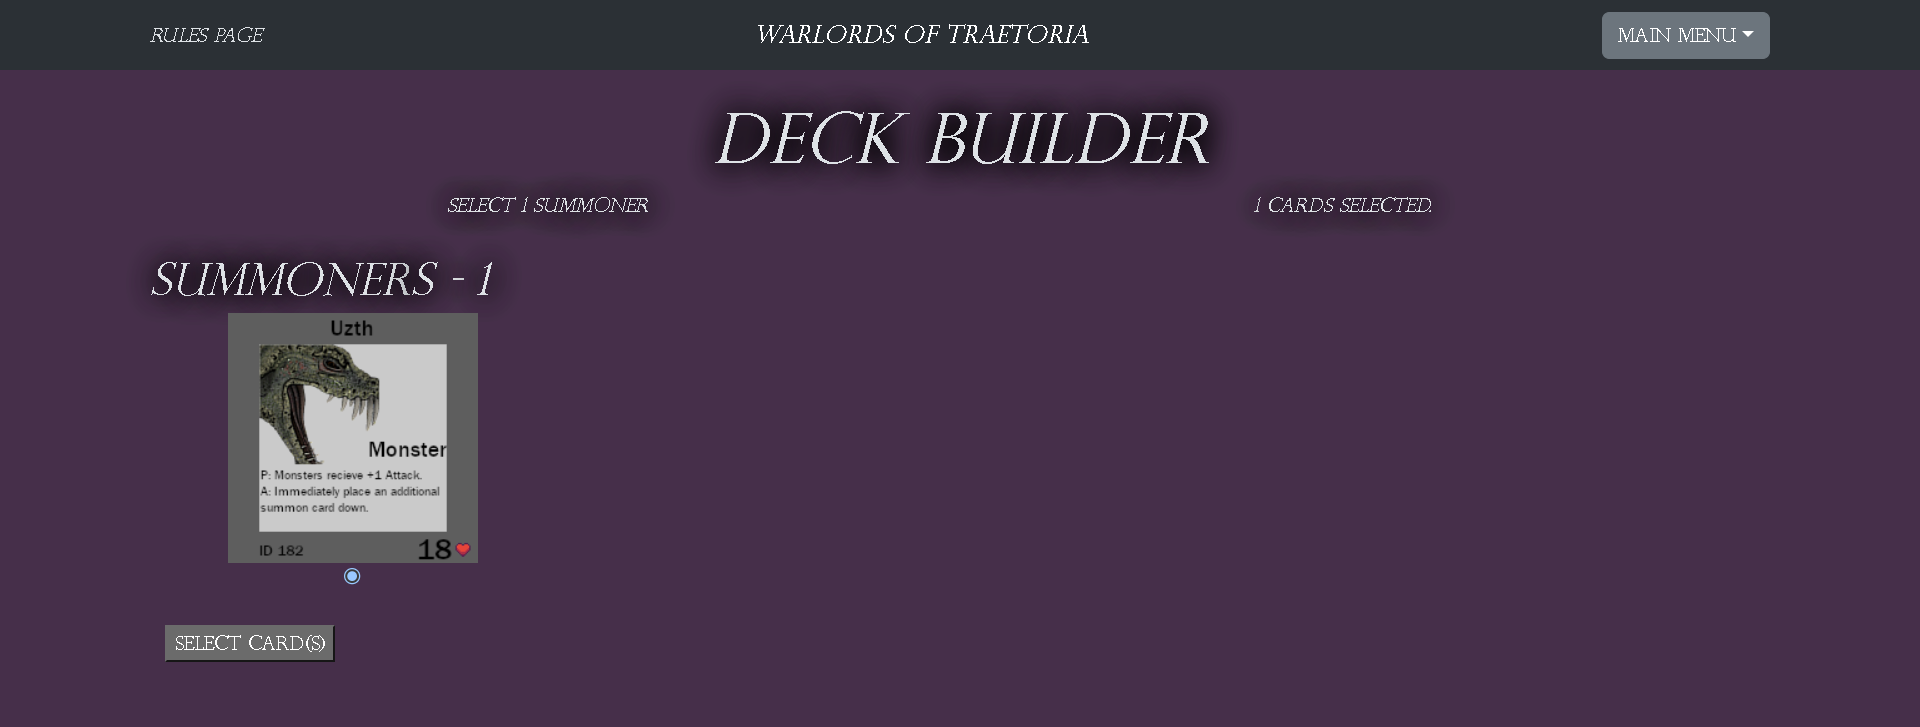 RULES PAGE
WARLORDS OF TRAETORIA
MAIN MENU
DECK BUILDER
SELECT 1 SUMMONER
1 CARDS SELECTED.
SUMMONERS - 1
Uzth
Monster
P: Monsters recieve +1 Attack.
A: Immediately place an additional
summon card down.
ID 182
18
SELECT CARD(S)